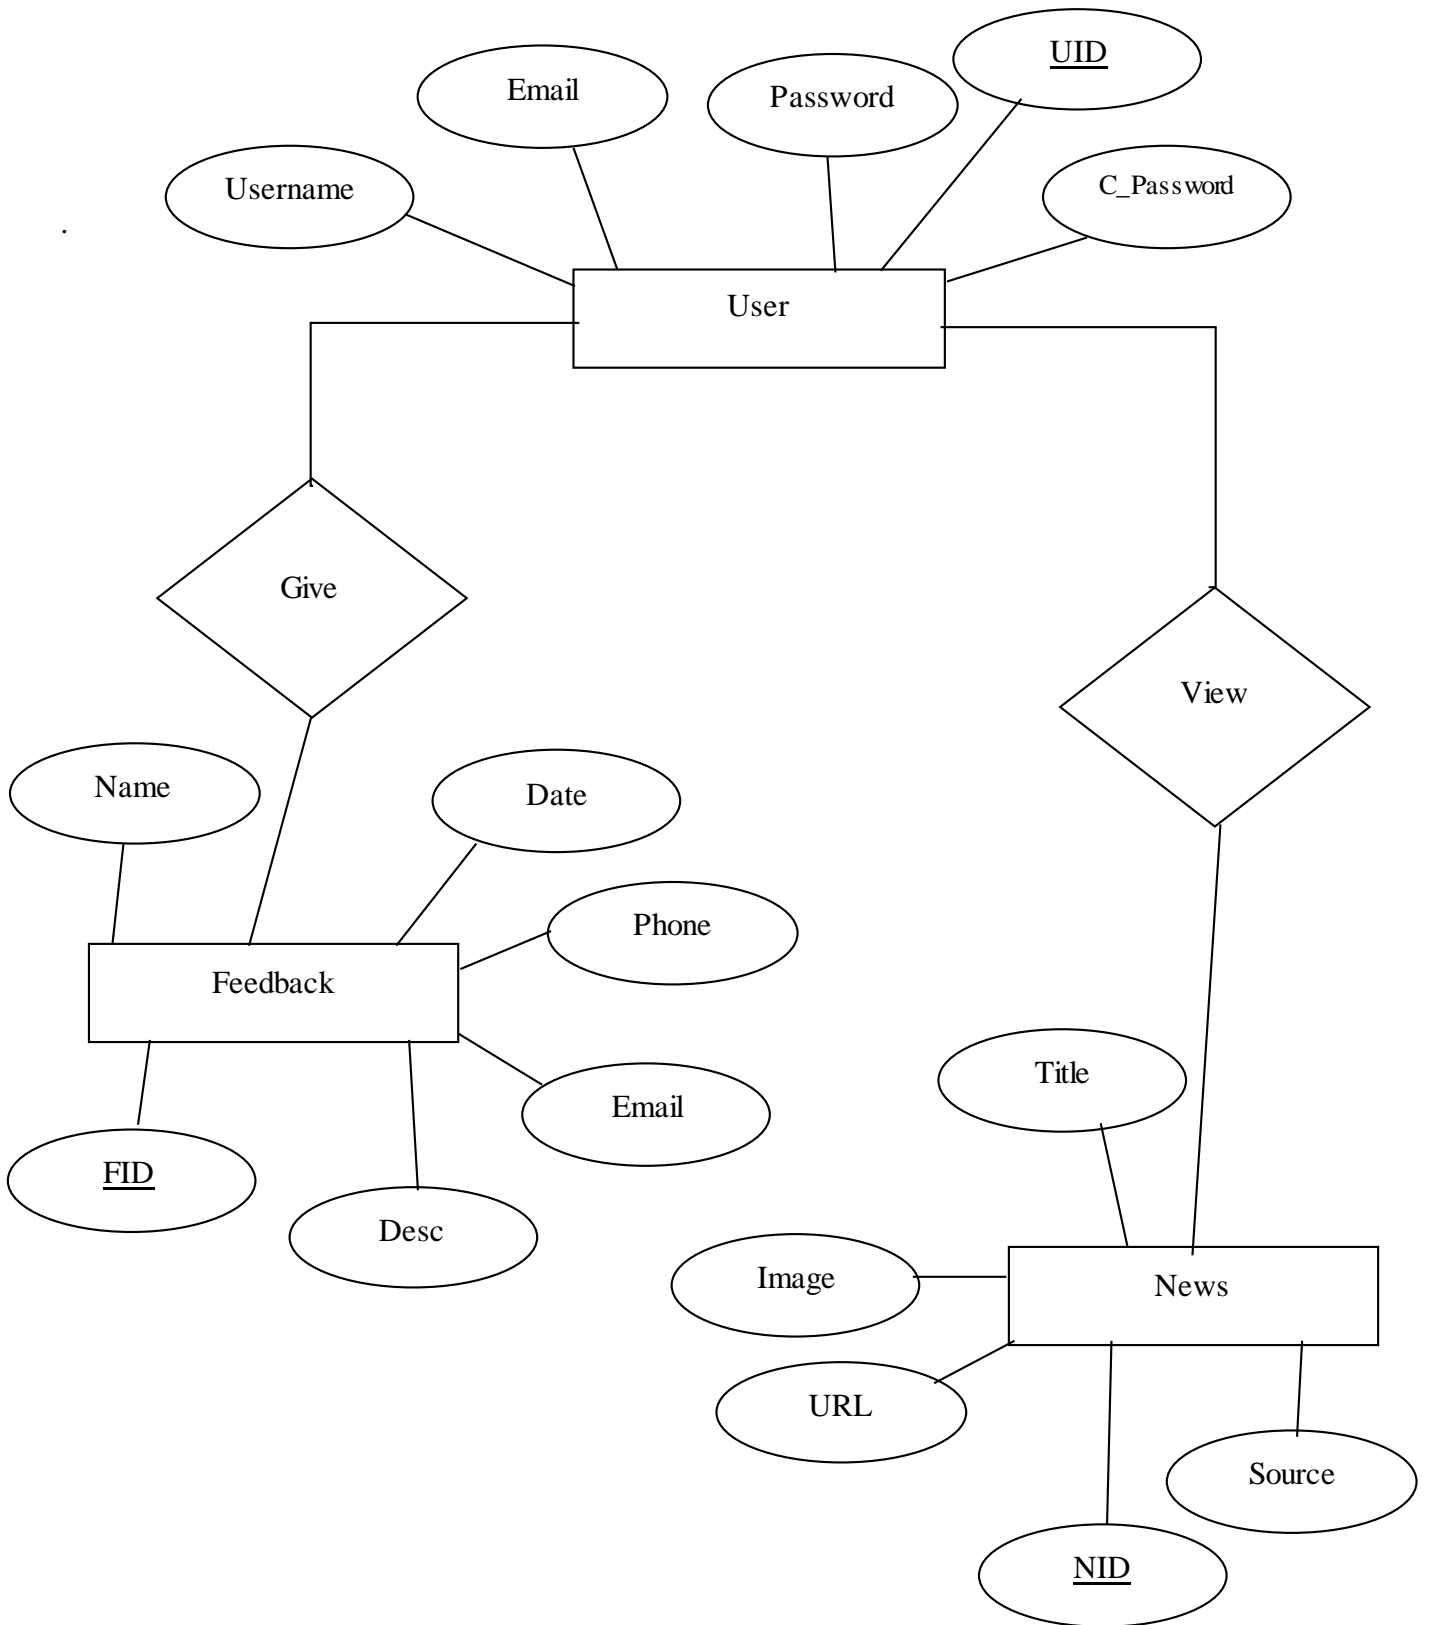 UID
Email
Password
C_Password
Username
.
User
Give
View
Name
Date
Phone
Feedback
Title
Email
FID
Desc
Image
News
URL
Source
NID